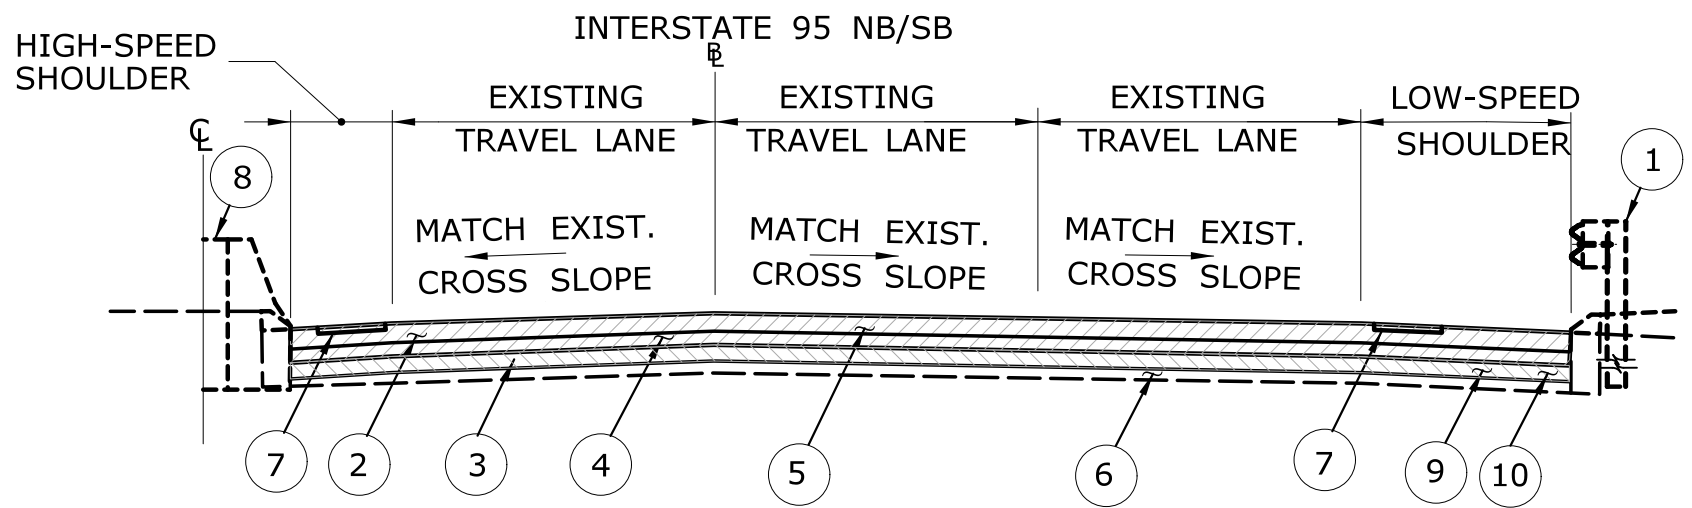 INTERSTATE 95 NB/SB
HIGH-SPEED
SHOULDER
BL
EXISTING
TRAVEL LANE
EXISTING
TRAVEL LANE
EXISTING
TRAVEL LANE
LOW-SPEED
SHOULDER
CL
8
1
MATCH EXIST.
CROSS SLOPE
MATCH EXIST.
CROSS SLOPE
MATCH EXIST.
CROSS SLOPE
7
2
3
4
5
6
7
9
10